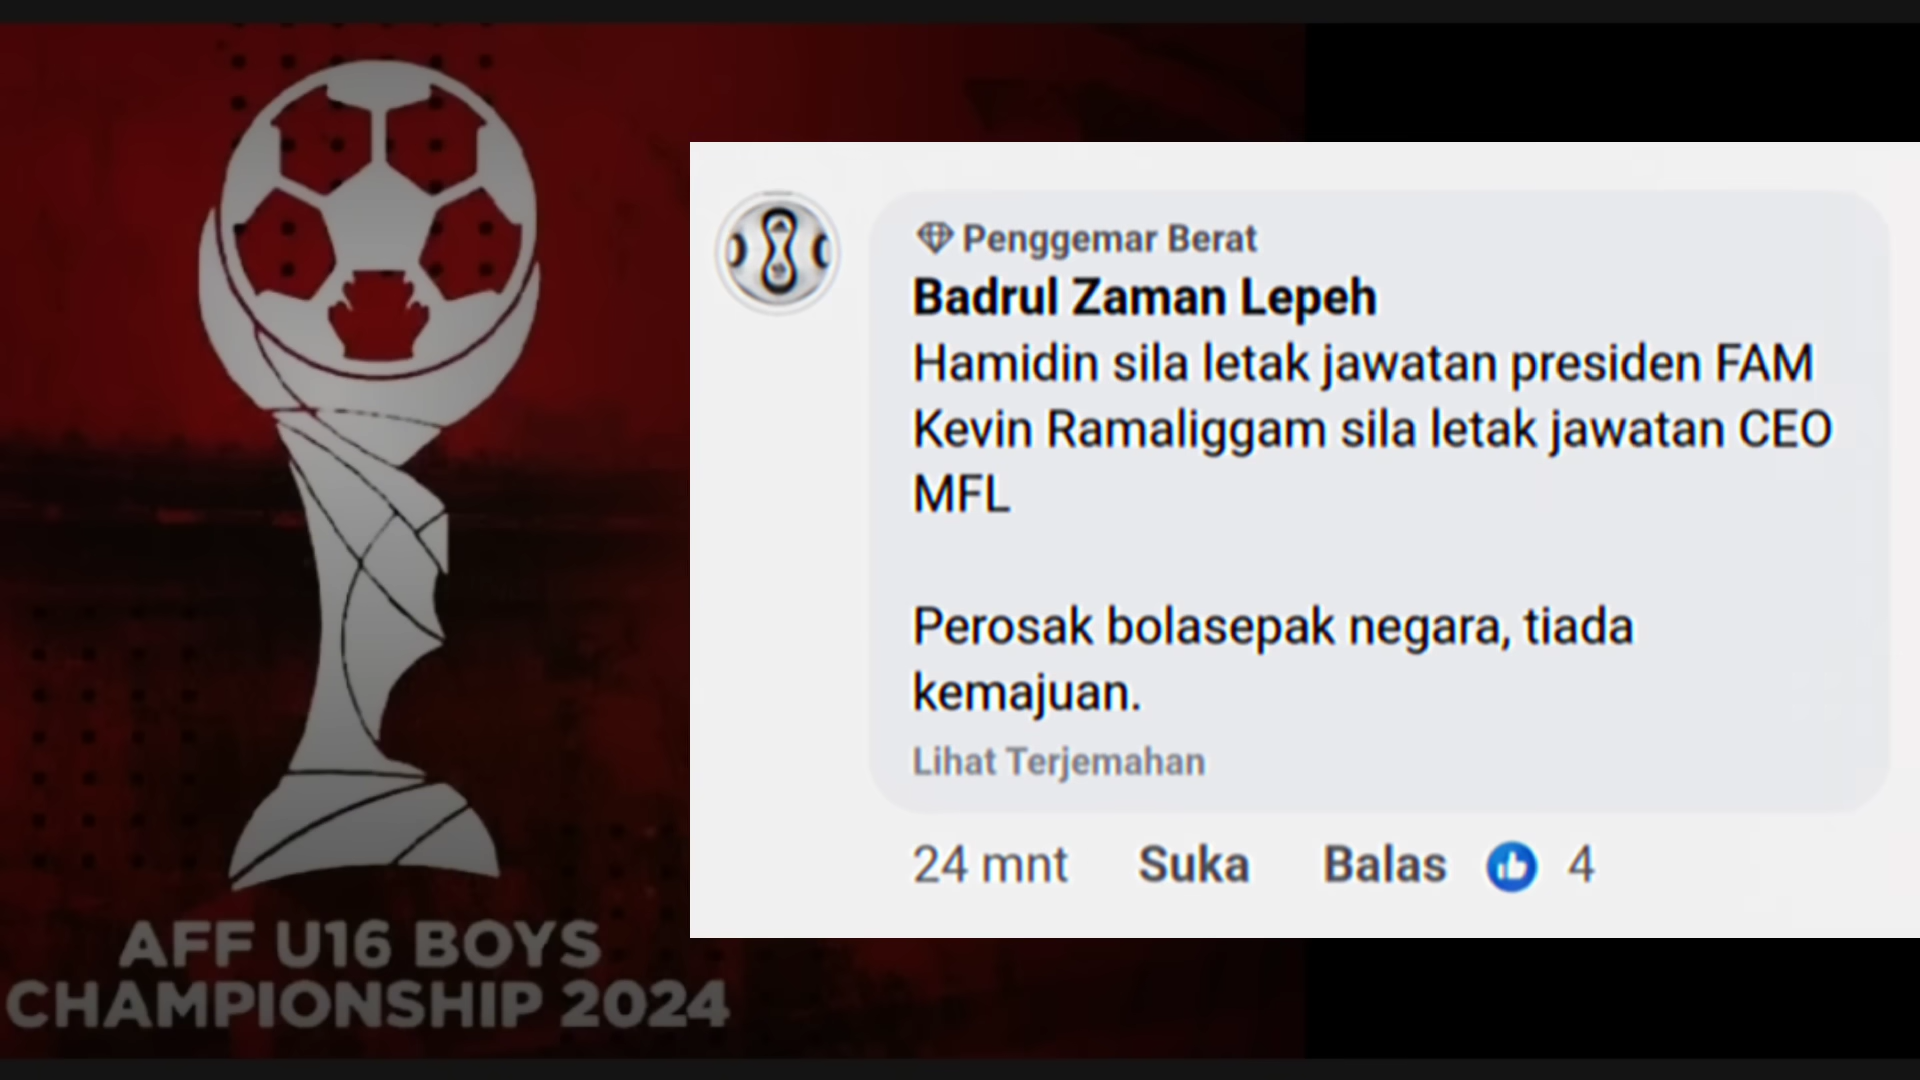 AFF U16 BOYS
CHAMPIONSHIP 2024
Penggemar Berat
Badrul Zaman Lepeh
Hamidin sila letak jawatan presiden FAM
Kevin Ramaliggam sila letak jawatan CEO
MFL
Perosak bolasepak negara, tiada
kemajuan.
Lihat Terjemahan
24 mnt Suka Balas 4